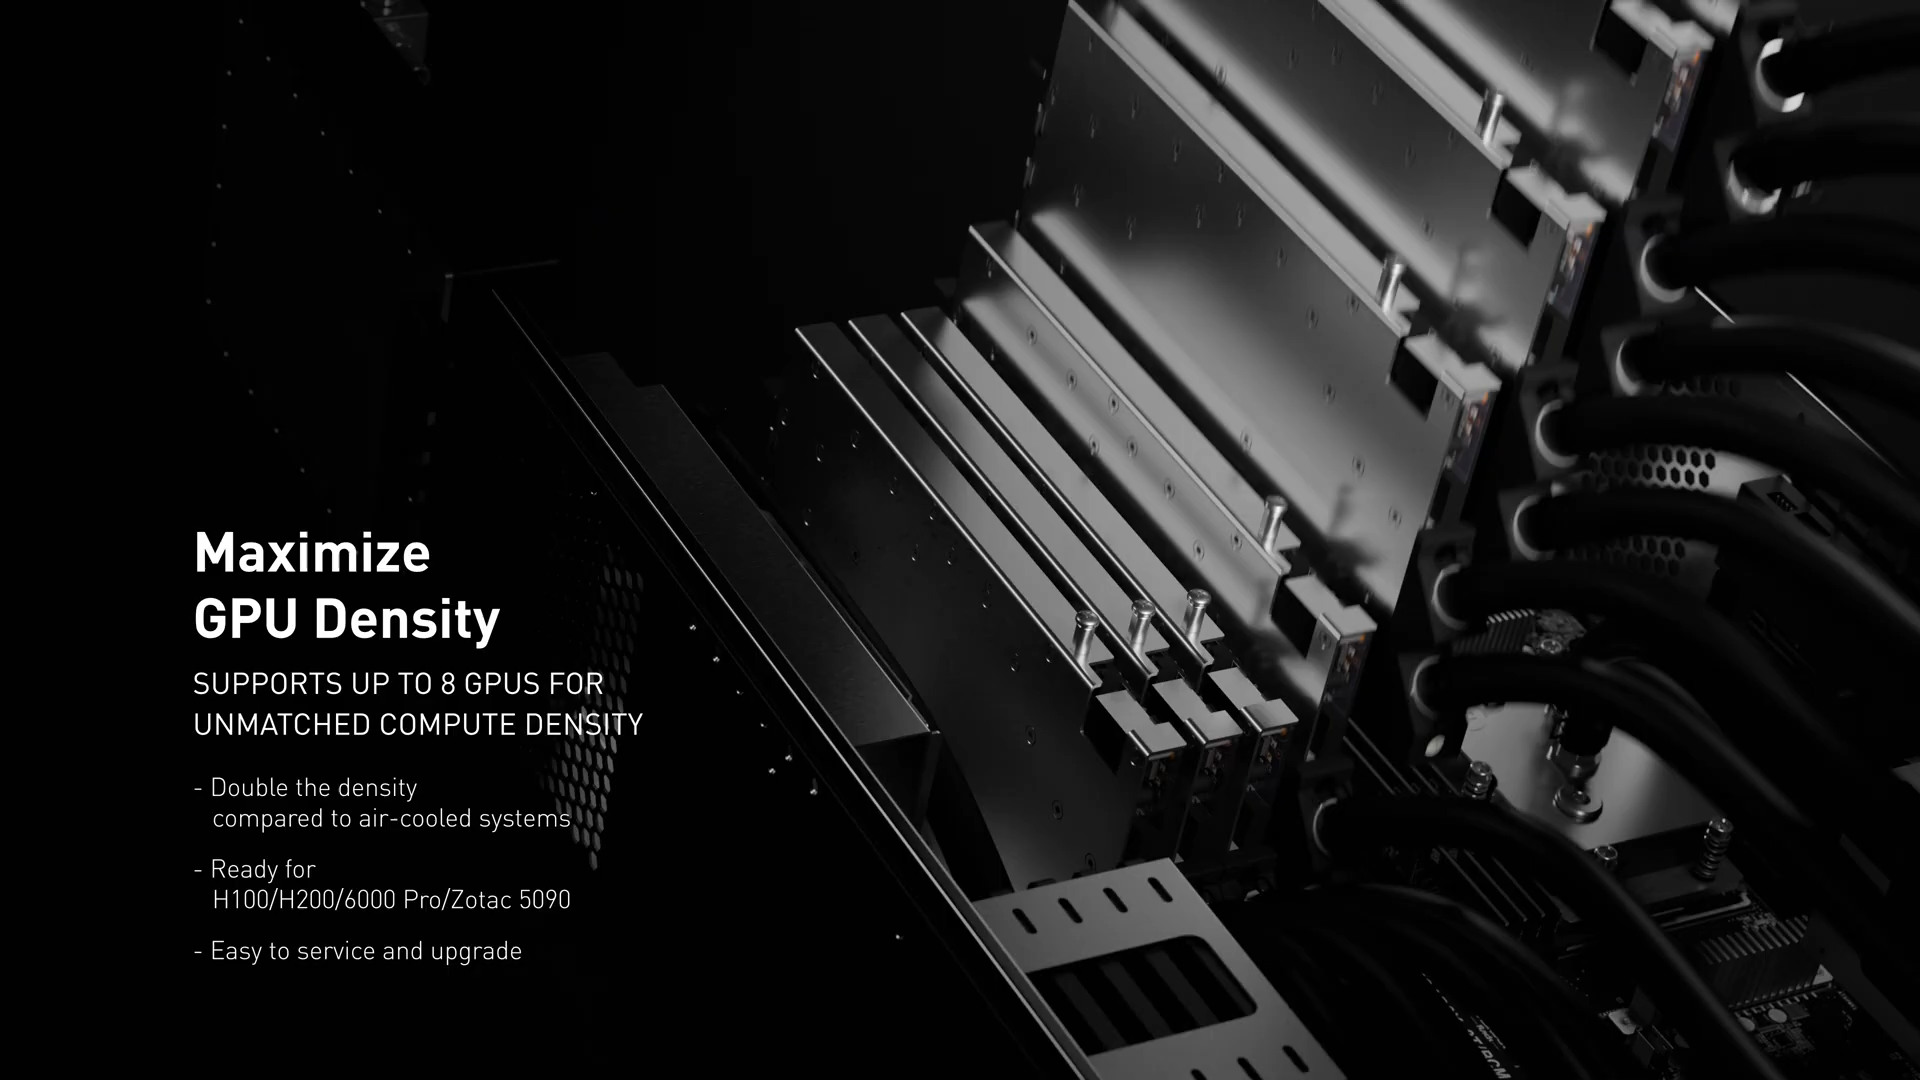 Maximize
GPU Density
SUPPORTS UP TO 8 GPUS FOR
UNMATCHED COMPUTE DENSITY
- Double the density
compared to air-cooled systems
- Ready for
H100/H200/6000 Pro/Zotac 5090
- Easy to service and upgrade